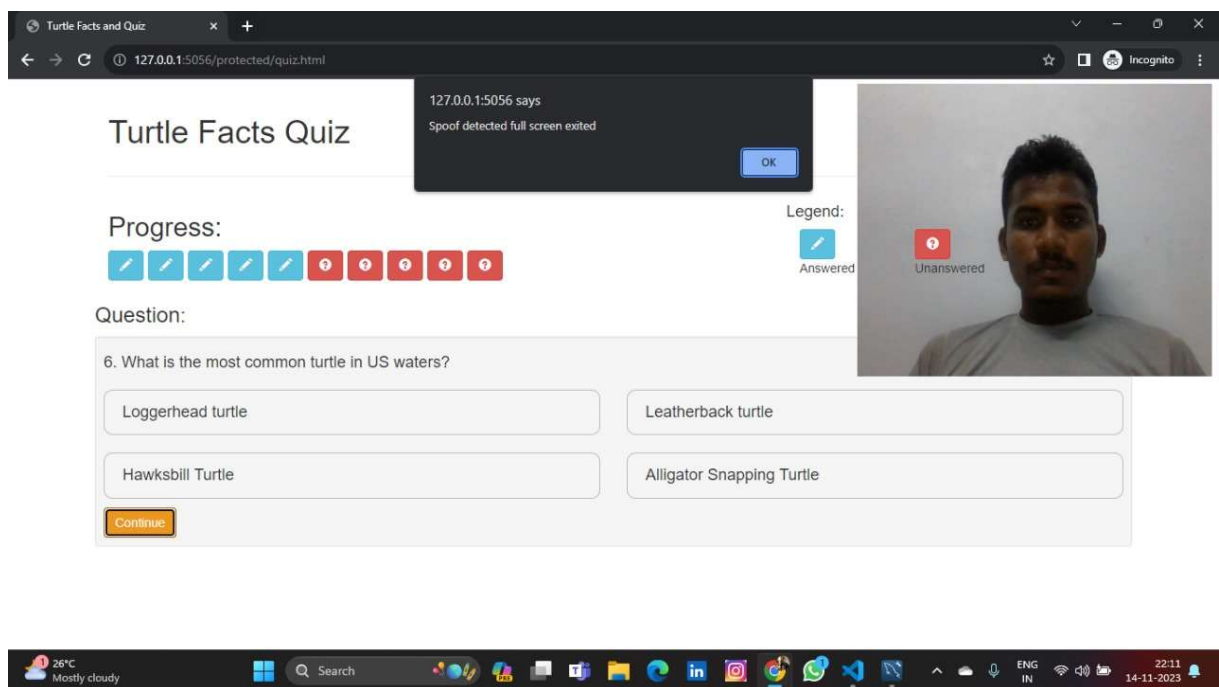 Turtle Facts and Quiz
127.0.0.1:5056/protected/quiz.html
Incognito
127.0.0.1:5056 says
Spoof detected full screen exited
OK
Turtle Facts Quiz
Progress:
Legend:
Answered
Unanswered
Question:
6. What is the most common turtle in US waters?
Loggerhead turtle
Leatherback turtle
Hawksbill Turtle
Alligator Snapping Turtle
Continue
1
26°C
Mostly cloudy
Search
PRE
in
ENG
IN
22:11
14-11-2023